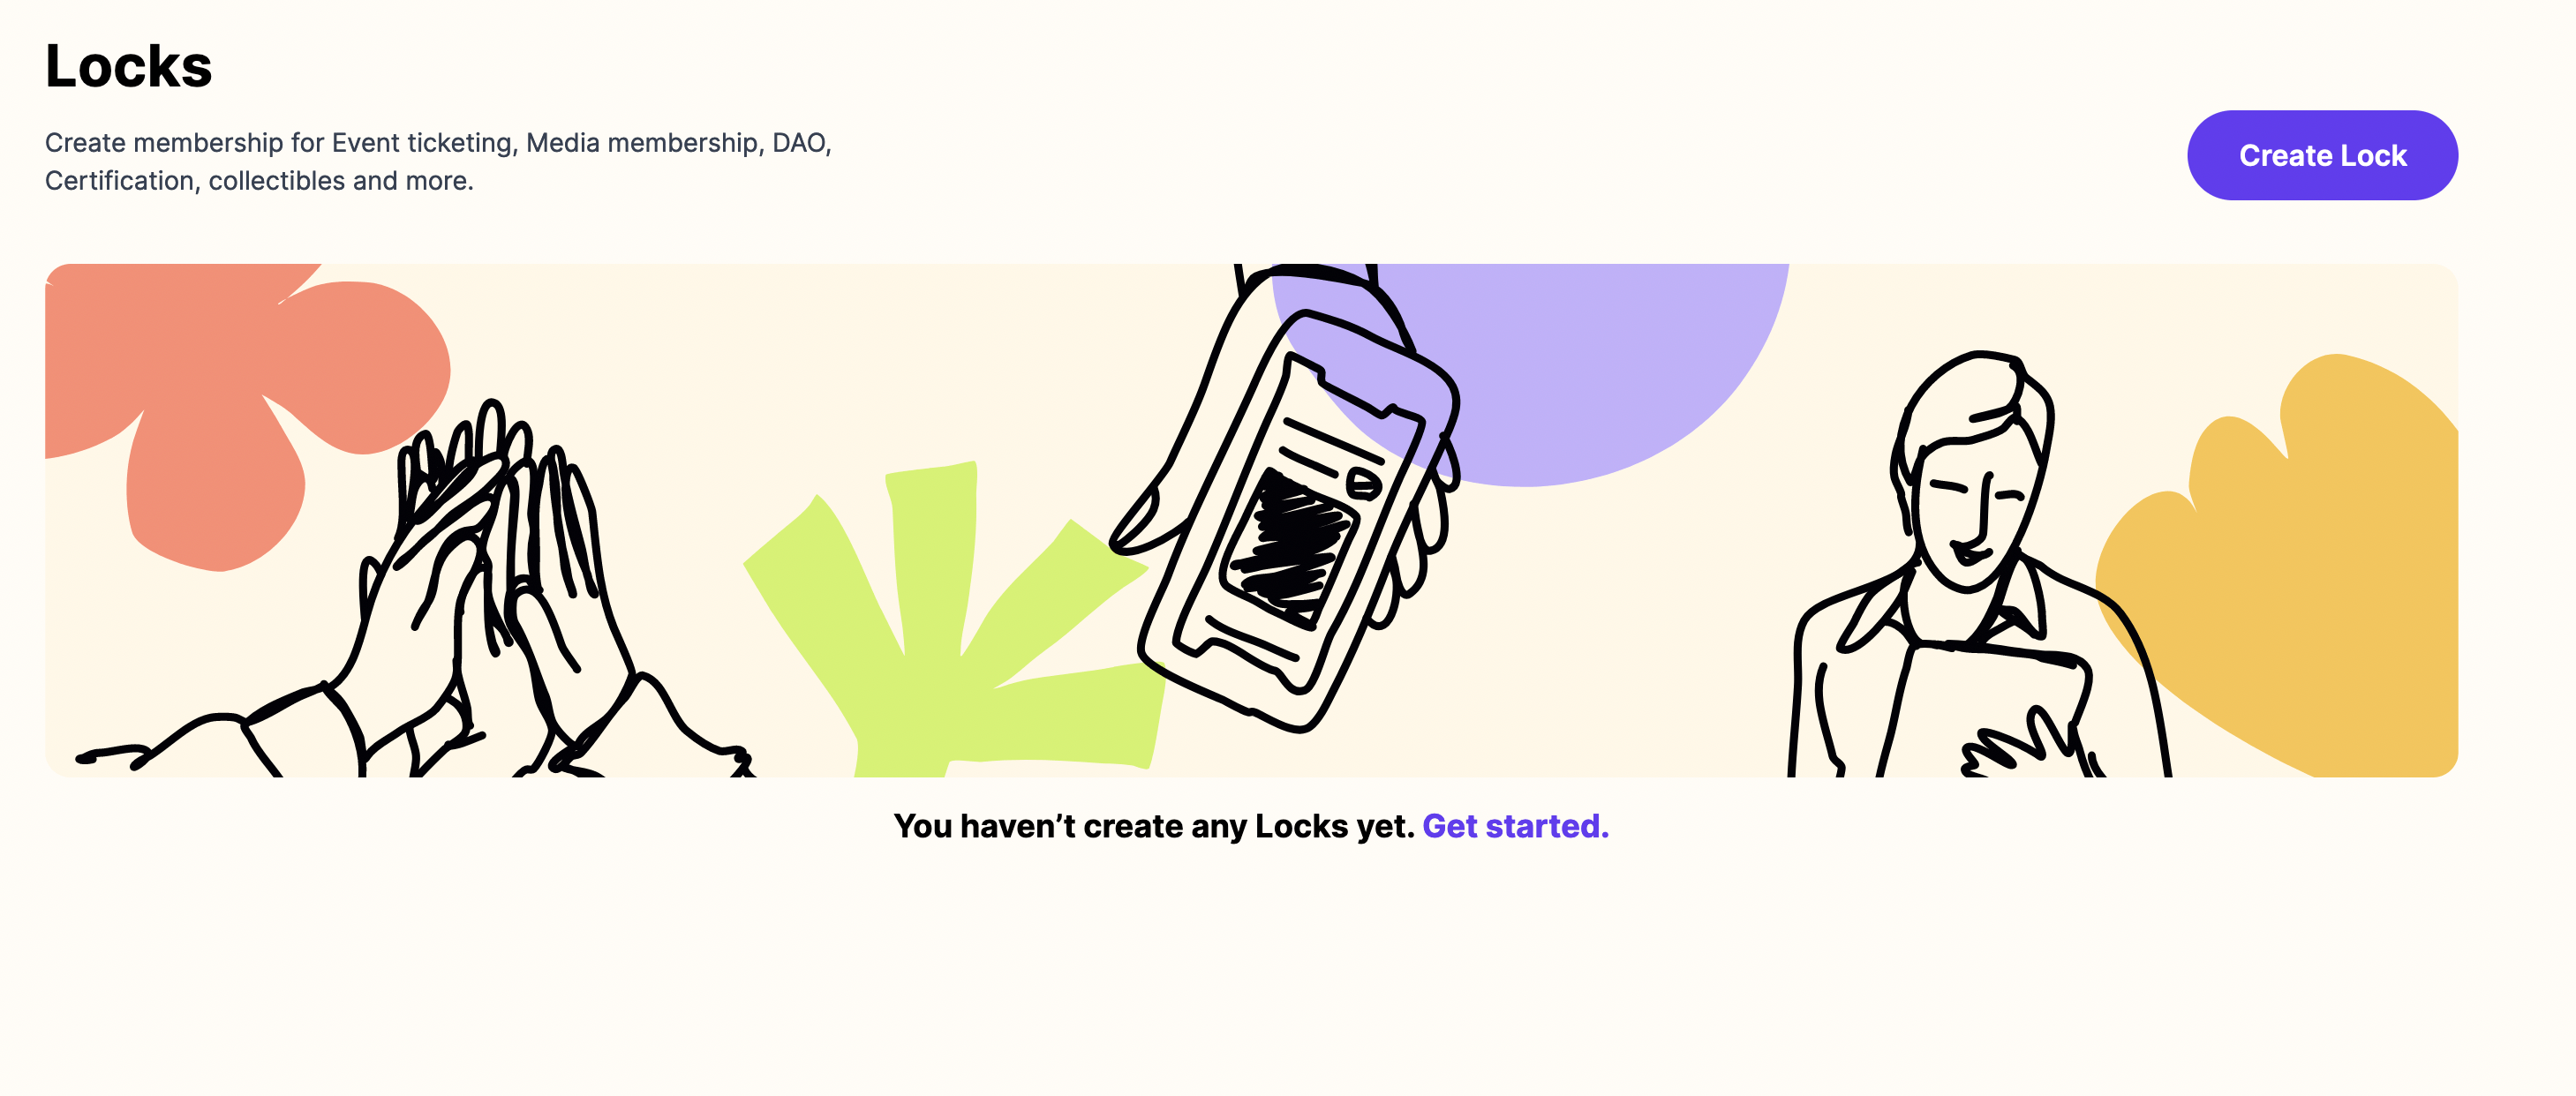 Locks
Create membership for Event ticketing, Media membership, DAO,
Certification, collectibles and more.
Create Lock
You haven’t create any Locks yet. Get started.